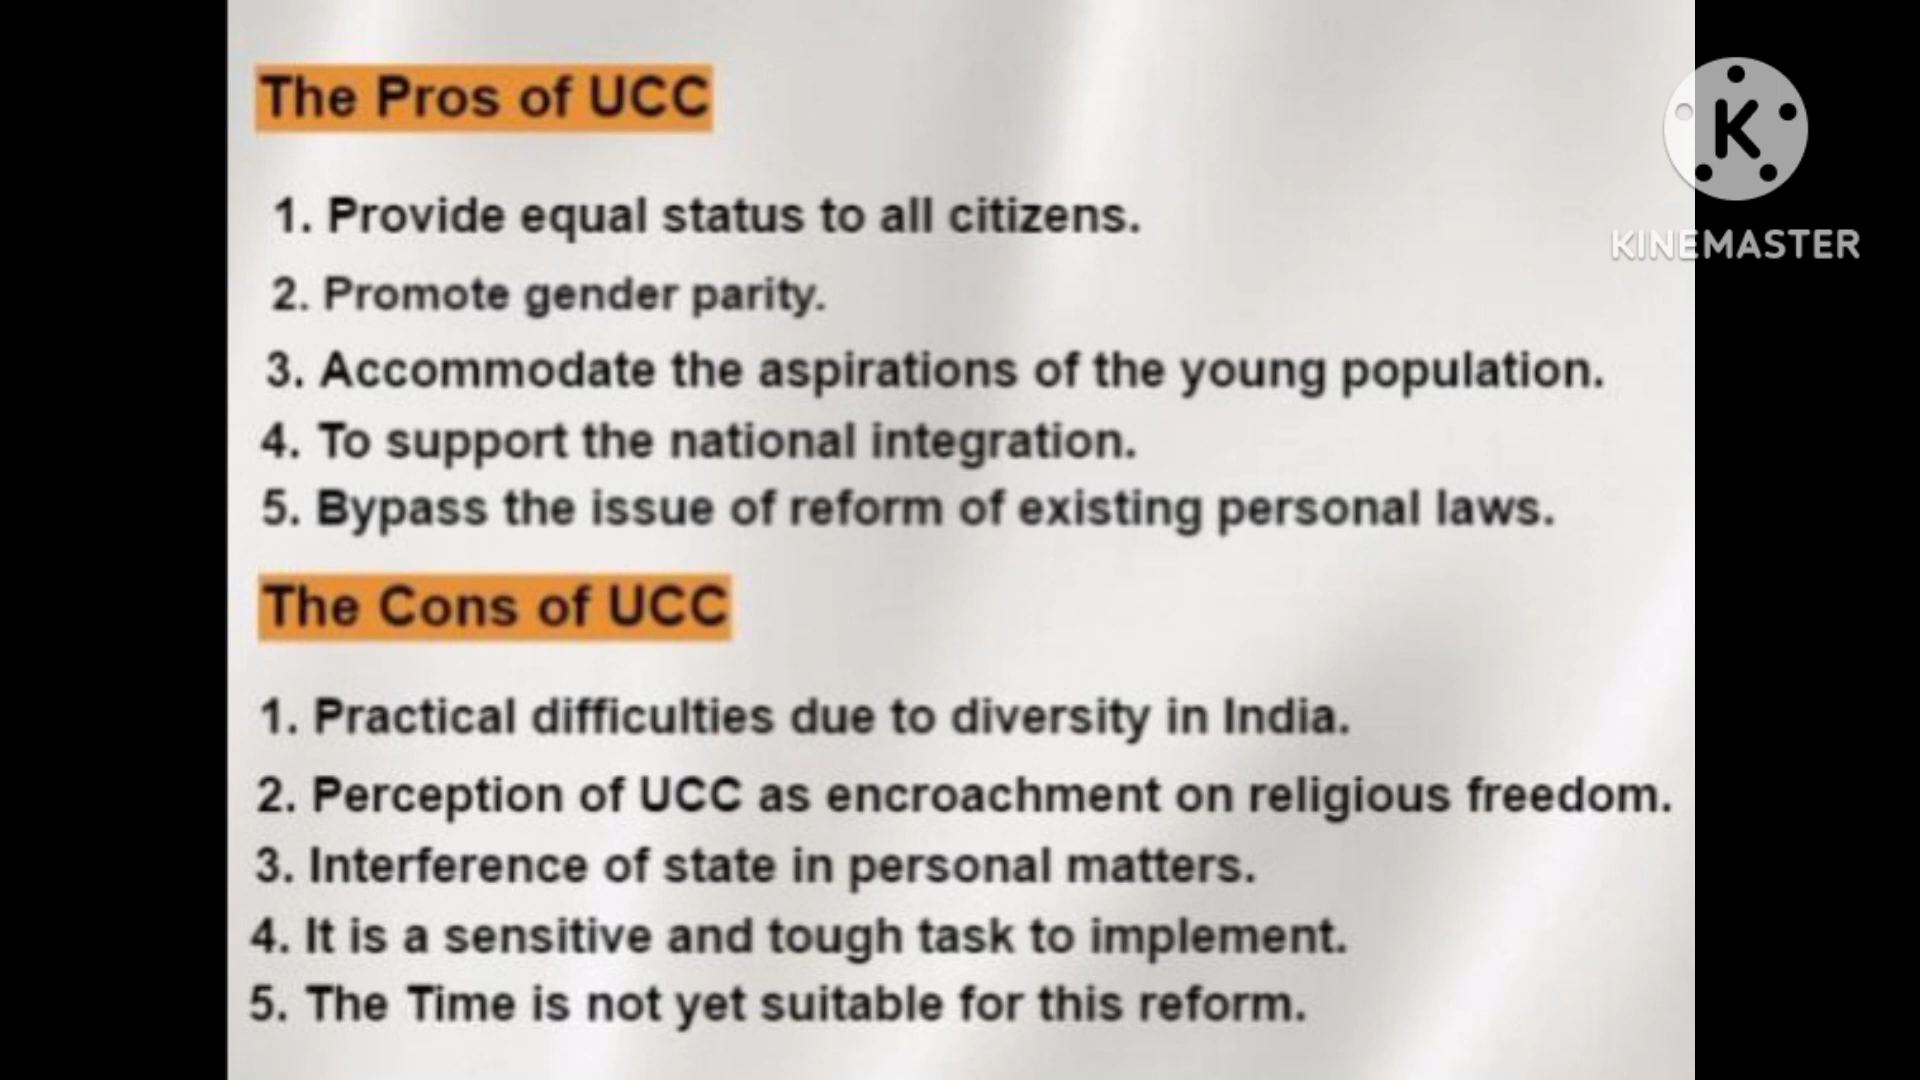 The Pros of UCC
K
KINEMASTER
1. Provide equal status to all citizens.
2. Promote gender parity.
3. Accommodate the aspirations of the young population.
4. To support the national integration.
5. Bypass the issue of reform of existing personal laws.
The Cons of UCC
1. Practical difficulties due to diversity in India.
2. Perception of UCC as encroachment on religious freedom.
3. Interference of state in personal matters.
4. It is a sensitive and tough task to implement.
5. The Time is not yet suitable for this reform.